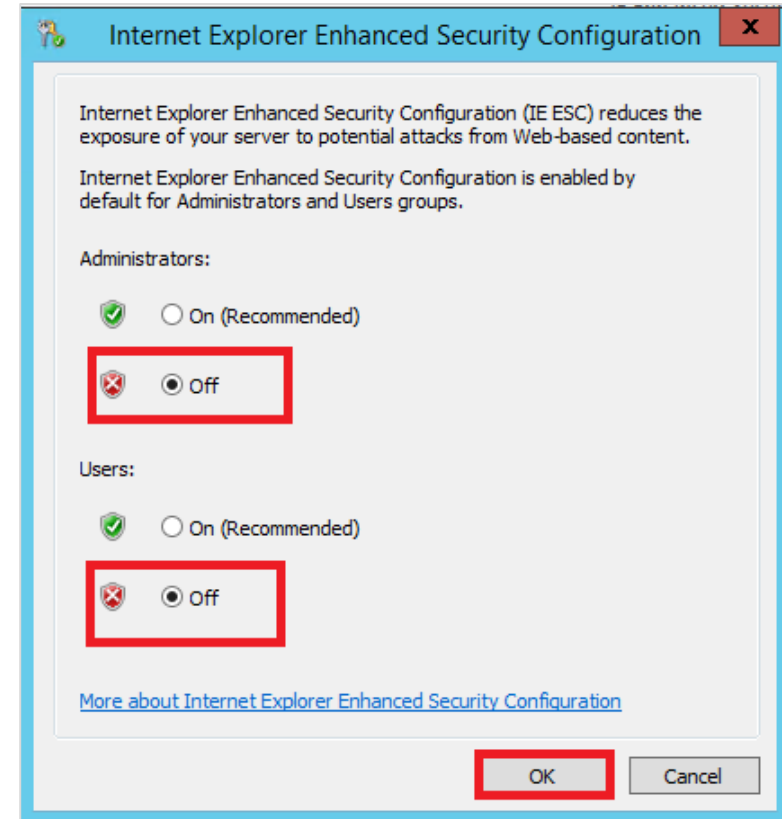 Internet Explorer Enhanced Security Configuration
x
Internet Explorer Enhanced Security Configuration (IE ESC) reduces the
exposure of your server to potential attacks from Web-based content.
Internet Explorer Enhanced Security Configuration is enabled by
default for Administrators and Users groups.
Administrators:
On (Recommended)
Off
Users:
On (Recommended)
Off
More about Internet Explorer Enhanced Security Configuration
OK Cancel